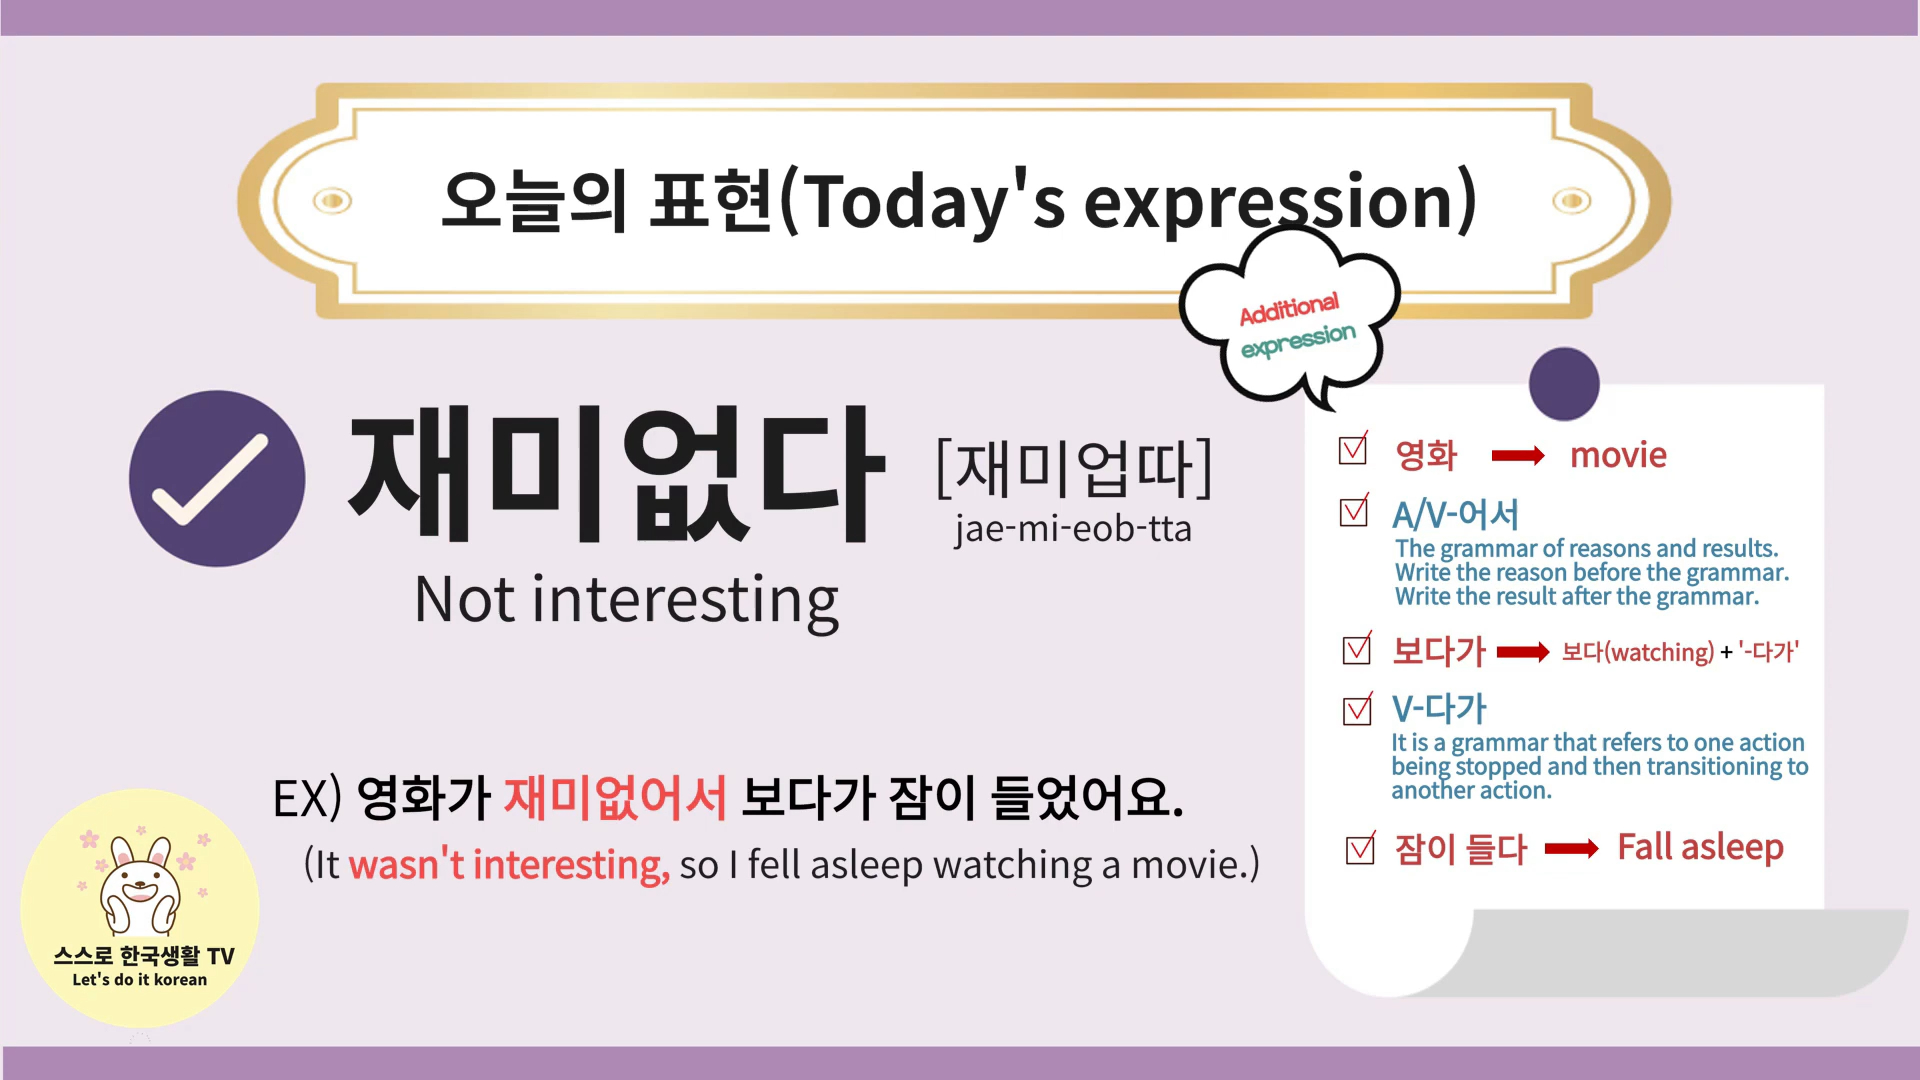 오늘의 표현(Today's expression)
Additional
expression
재미없다 [재미업따]
jae-mi-eob-tta
Not interesting
EX) 영화가 재미없어서 보다가 잠이 들었어요.
(It wasn't interesting, so I fell asleep watching a movie.)
영화 movie
A/V-어서
The grammar of reasons and results.
Write the reason before the grammar.
Write the result after the grammar.
보다가 보다(watching) + '-다가'
V-다가
It is a grammar that refers to one action
being stopped and then transitioning to
another action.
잠이 들다 Fall asleep
스스로 한국생활 TV
Let's do it korean